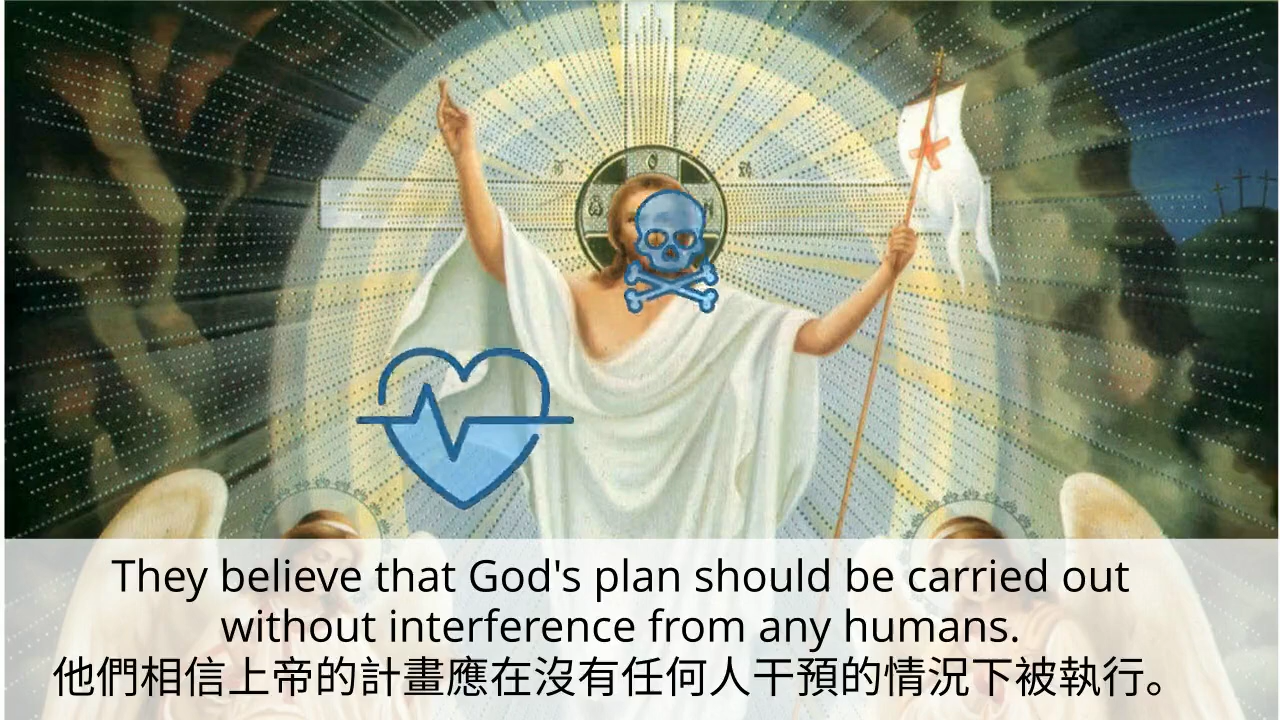 They believe that God's plan should be carried out
without interference from any humans.
他們相信上帝的計畫應在沒有任何人干預的情況下被執行。